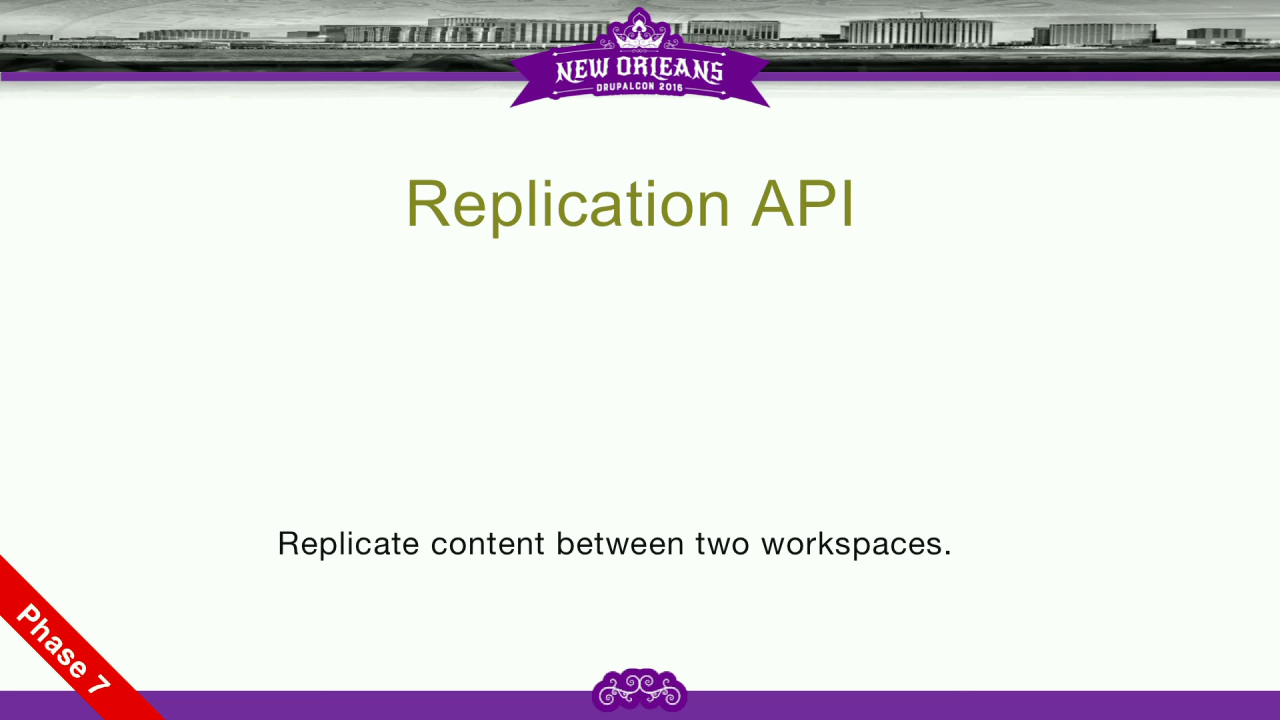 NEW ORLEANS
DRUPALCON 2016
Replication API
Replicate content between two workspaces.
Phase 7